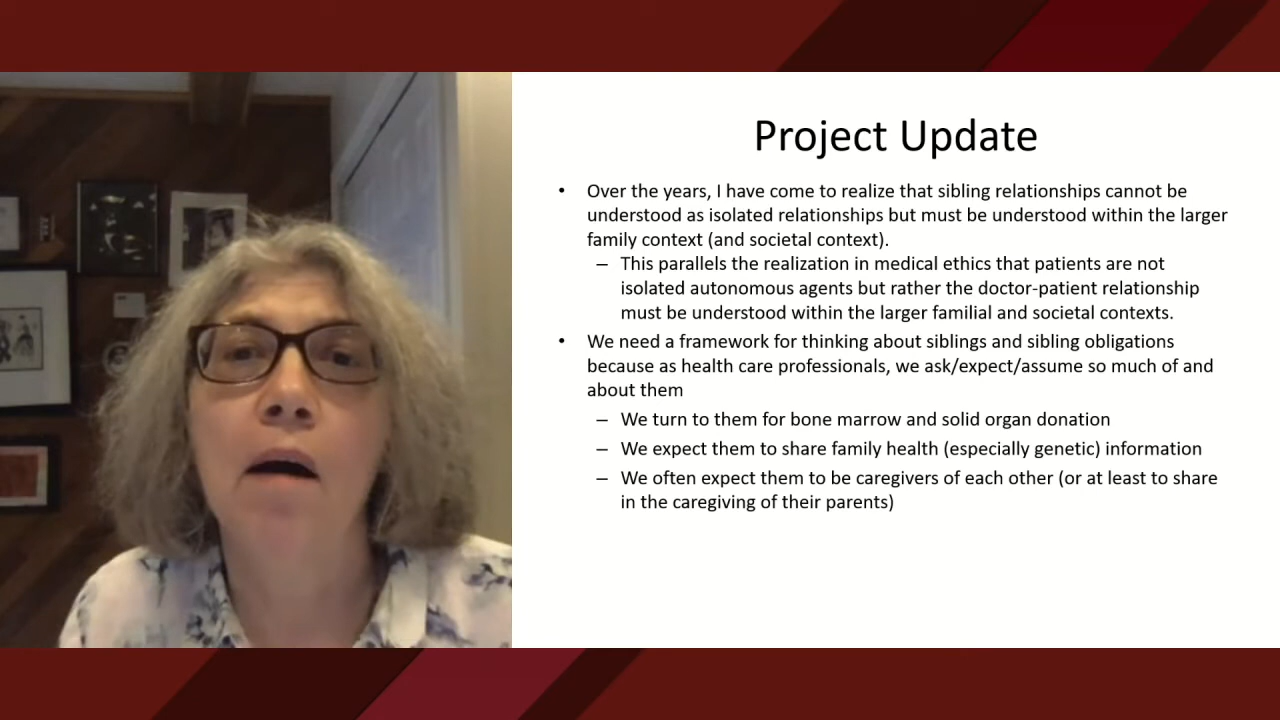 Project Update
• Over the years, I have come to realize that sibling relationships cannot be
understood as isolated relationships but must be understood within the larger
family context (and societal context).
– This parallels the realization in medical ethics that patients are not
isolated autonomous agents but rather the doctor-patient relationship
must be understood within the larger familial and societal contexts.
• We need a framework for thinking about siblings and sibling obligations
because as health care professionals, we ask/expect/assume so much of and
about them
– We turn to them for bone marrow and solid organ donation
– We expect them to share family health (especially genetic) information
– We often expect them to be caregivers of each other (or at least to share
in the caregiving of their parents)